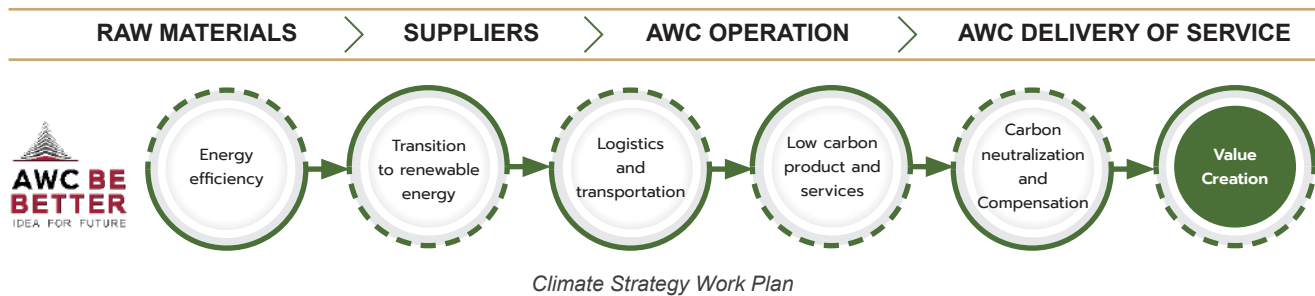 RAW MATERIALS
SUPPLIERS
AWC OPERATION
AWC DELIVERY OF SERVICE
AWC BE
BETTER
IDEA FOR FUTURE
Energy
efficiency
Transition
to renewable
energy
Logistics
and
transportation
Low carbon
product and
services
Carbon
neutralization
and
Compensation
Value
Creation
Climate Strategy Work Plan